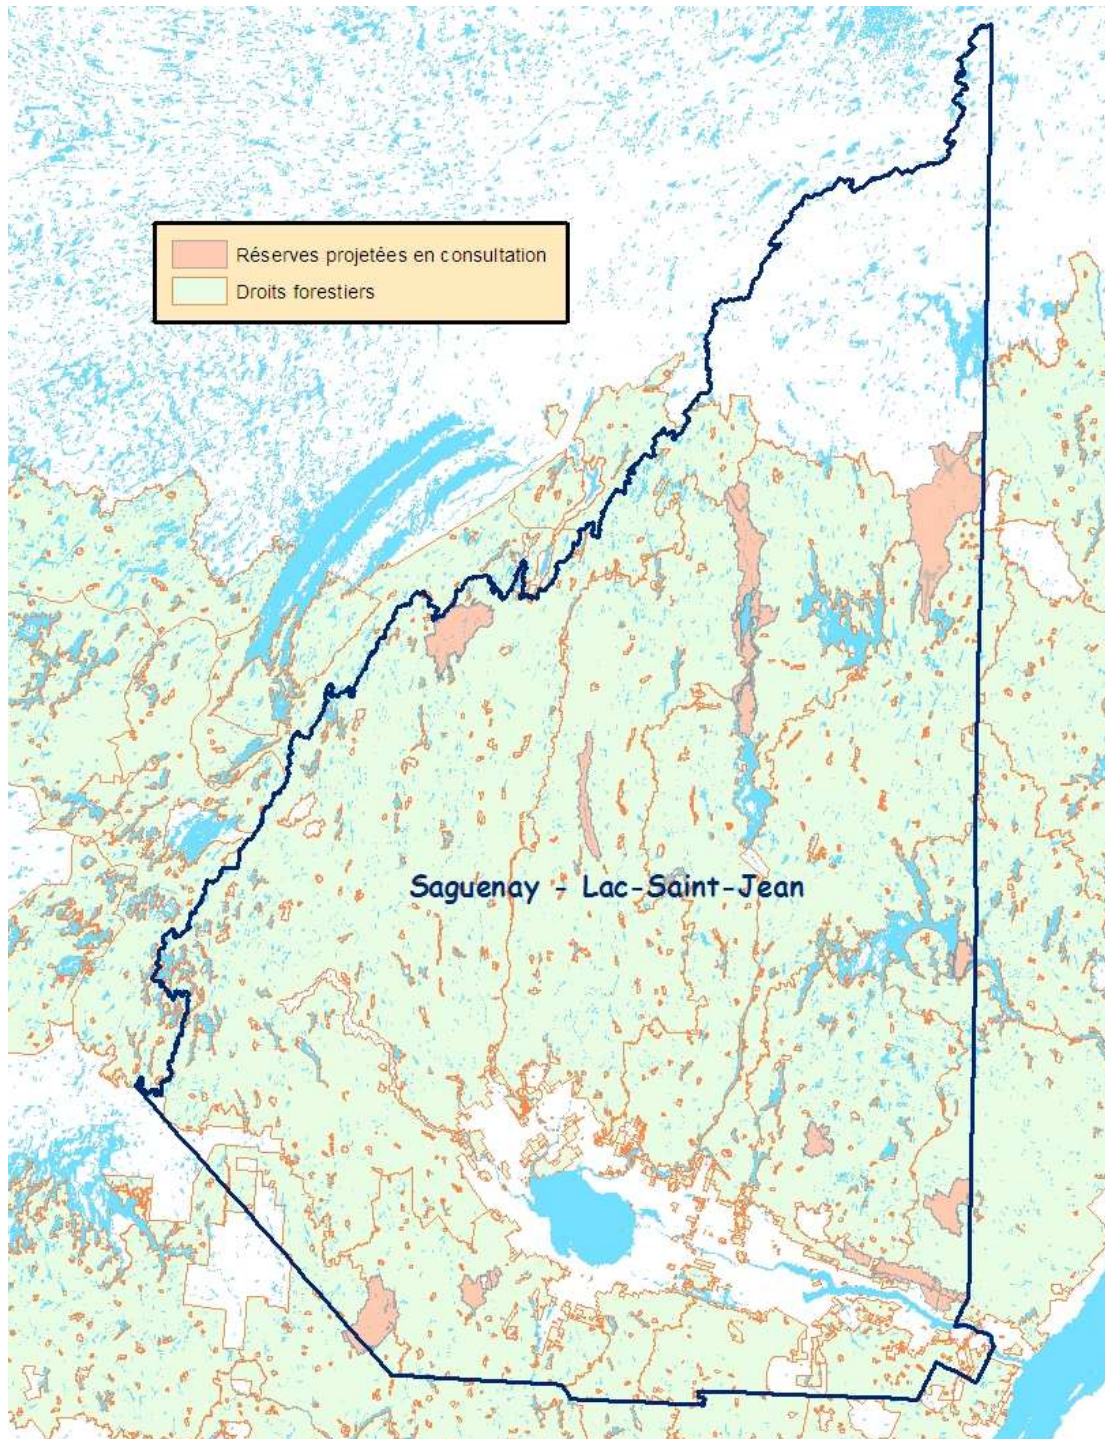 Réserves projetées en consultation
Droits forestiers
Saguenay - Lac-Saint-Jean